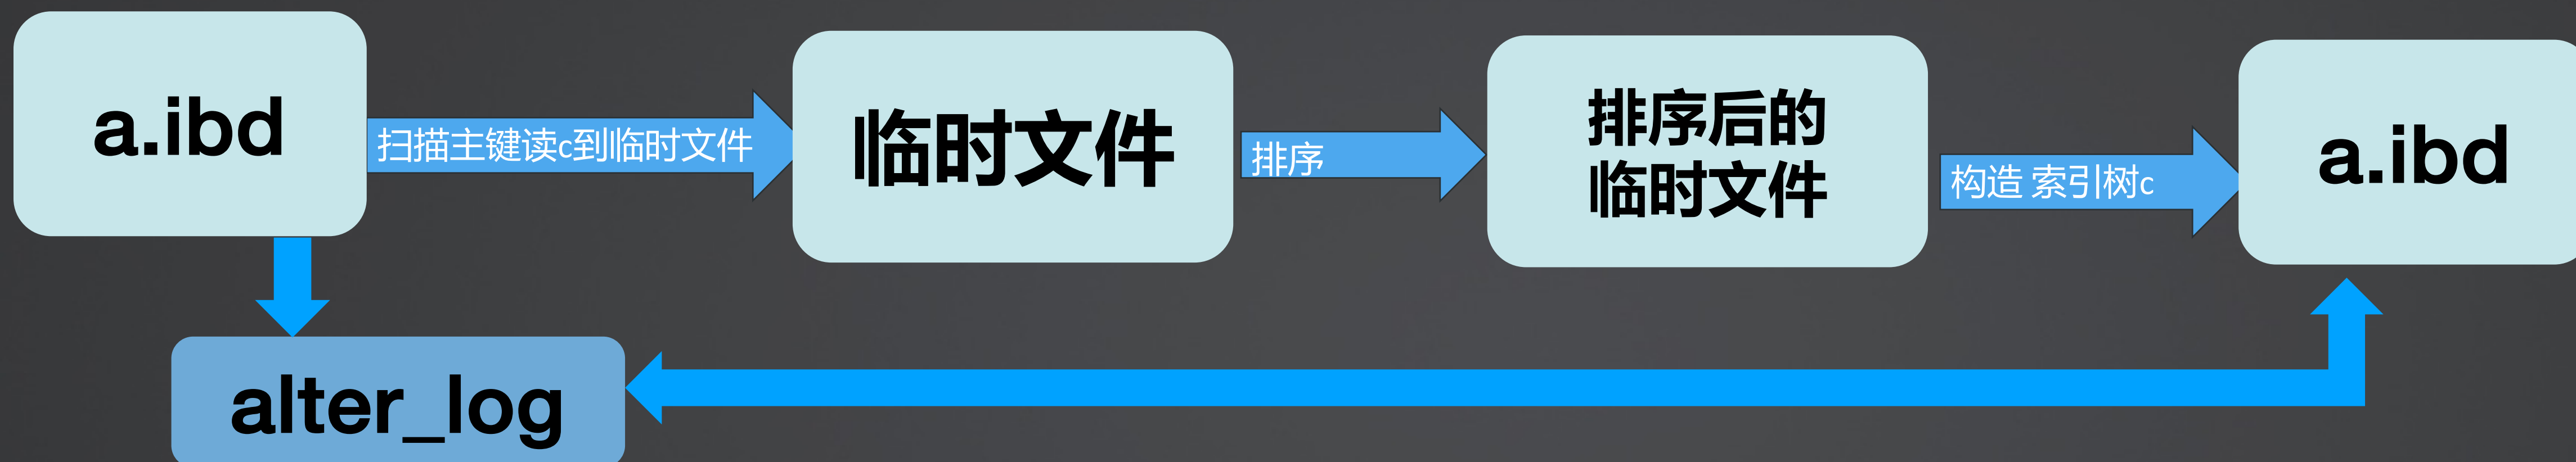 a.ibd
扫描主键读c到临时文件
临时文件
排序
排序后的
临时文件
构造 索引树c
a.ibd
alter_log